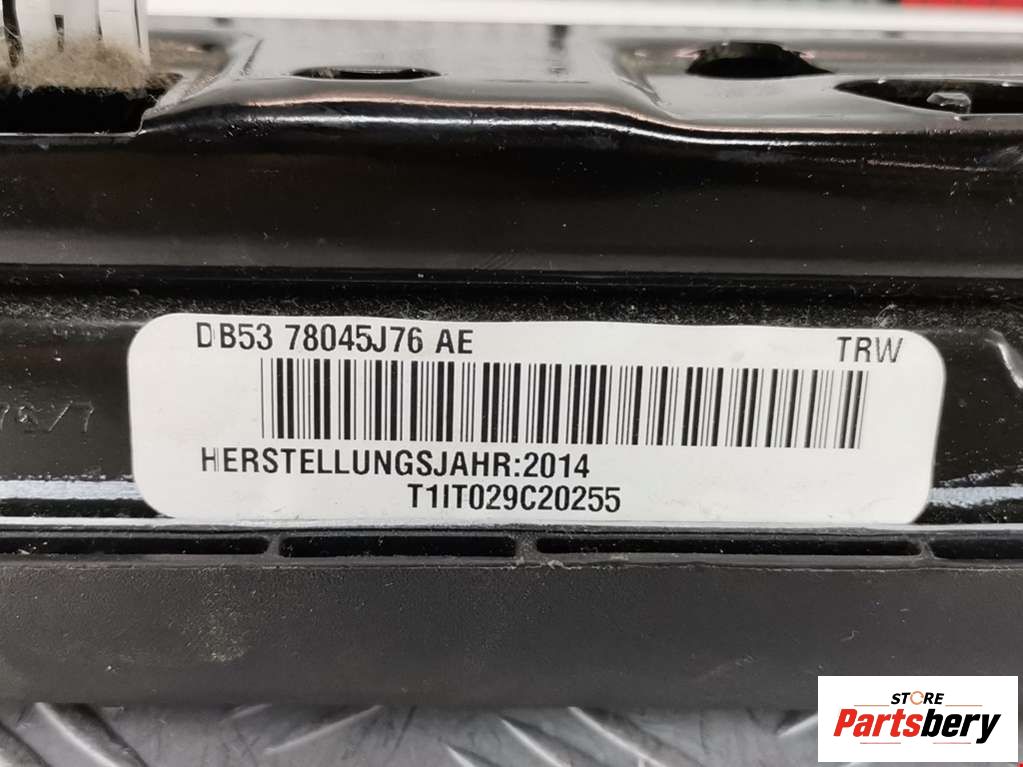 DB53 78045J76 AE TRW
HERSTELLUNGSJAHR:2014
T1IT029C20255
STORE
Partsbery